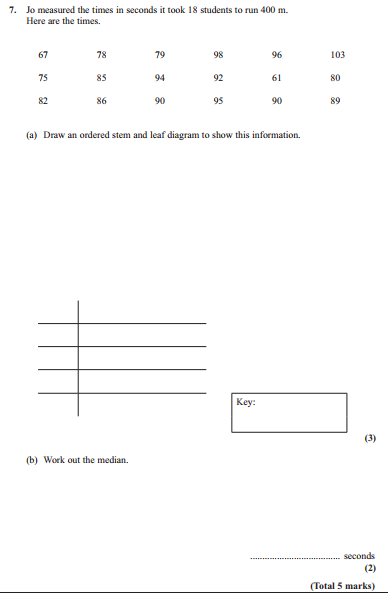 7. Jo measured the times in seconds it took 18 students to run 400 m.
Here are the times.
67 78 79 98 96 103
75 85 94 92 61 80
82 86 90 95 90 89
(a) Draw an ordered stem and leaf diagram to show this information.
Key:
(3)
(b) Work out the median.
.................................... seconds
(2)
(Total 5 marks)